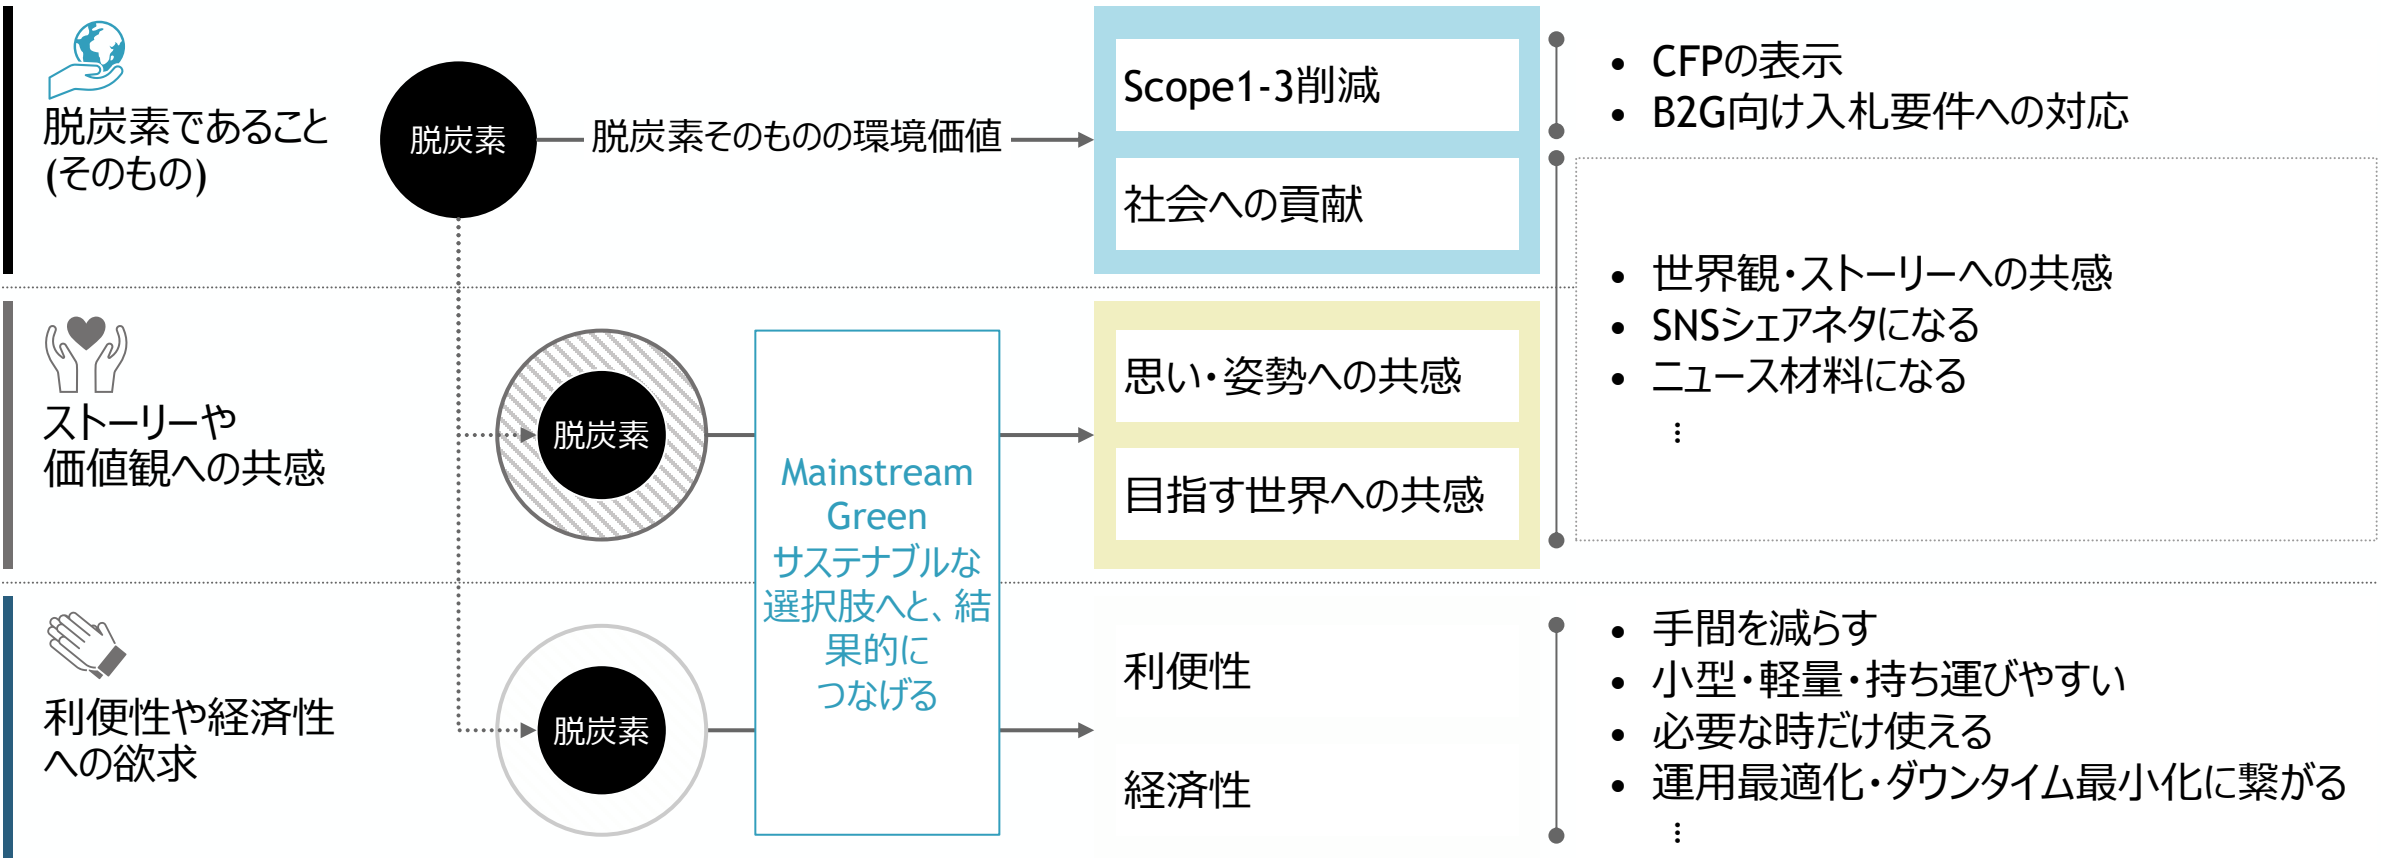 脱炭素であること
(そのもの)
脱炭素
脱炭素そのものの環境価値
Scope1-3削減
社会への貢献
• CFPの表示
• B2G向け入札要件への対応
ストーリーや
価値観への共感
脱炭素
Mainstream
Green
サステナブルな
選択肢へと、結
果的に
つなげる
思い・姿勢への共感
目指す世界への共感
• 世界観・ストーリーへの共感
• SNSシェアネタになる
• ニュース材料になる
⋮
利便性や経済性
への欲求
脱炭素
利便性
経済性
• 手間を減らす
• 小型・軽量・持ち運びやすい
• 必要な時だけ使える
• 運用最適化・ダウンタイム最小化に繋がる
⋮